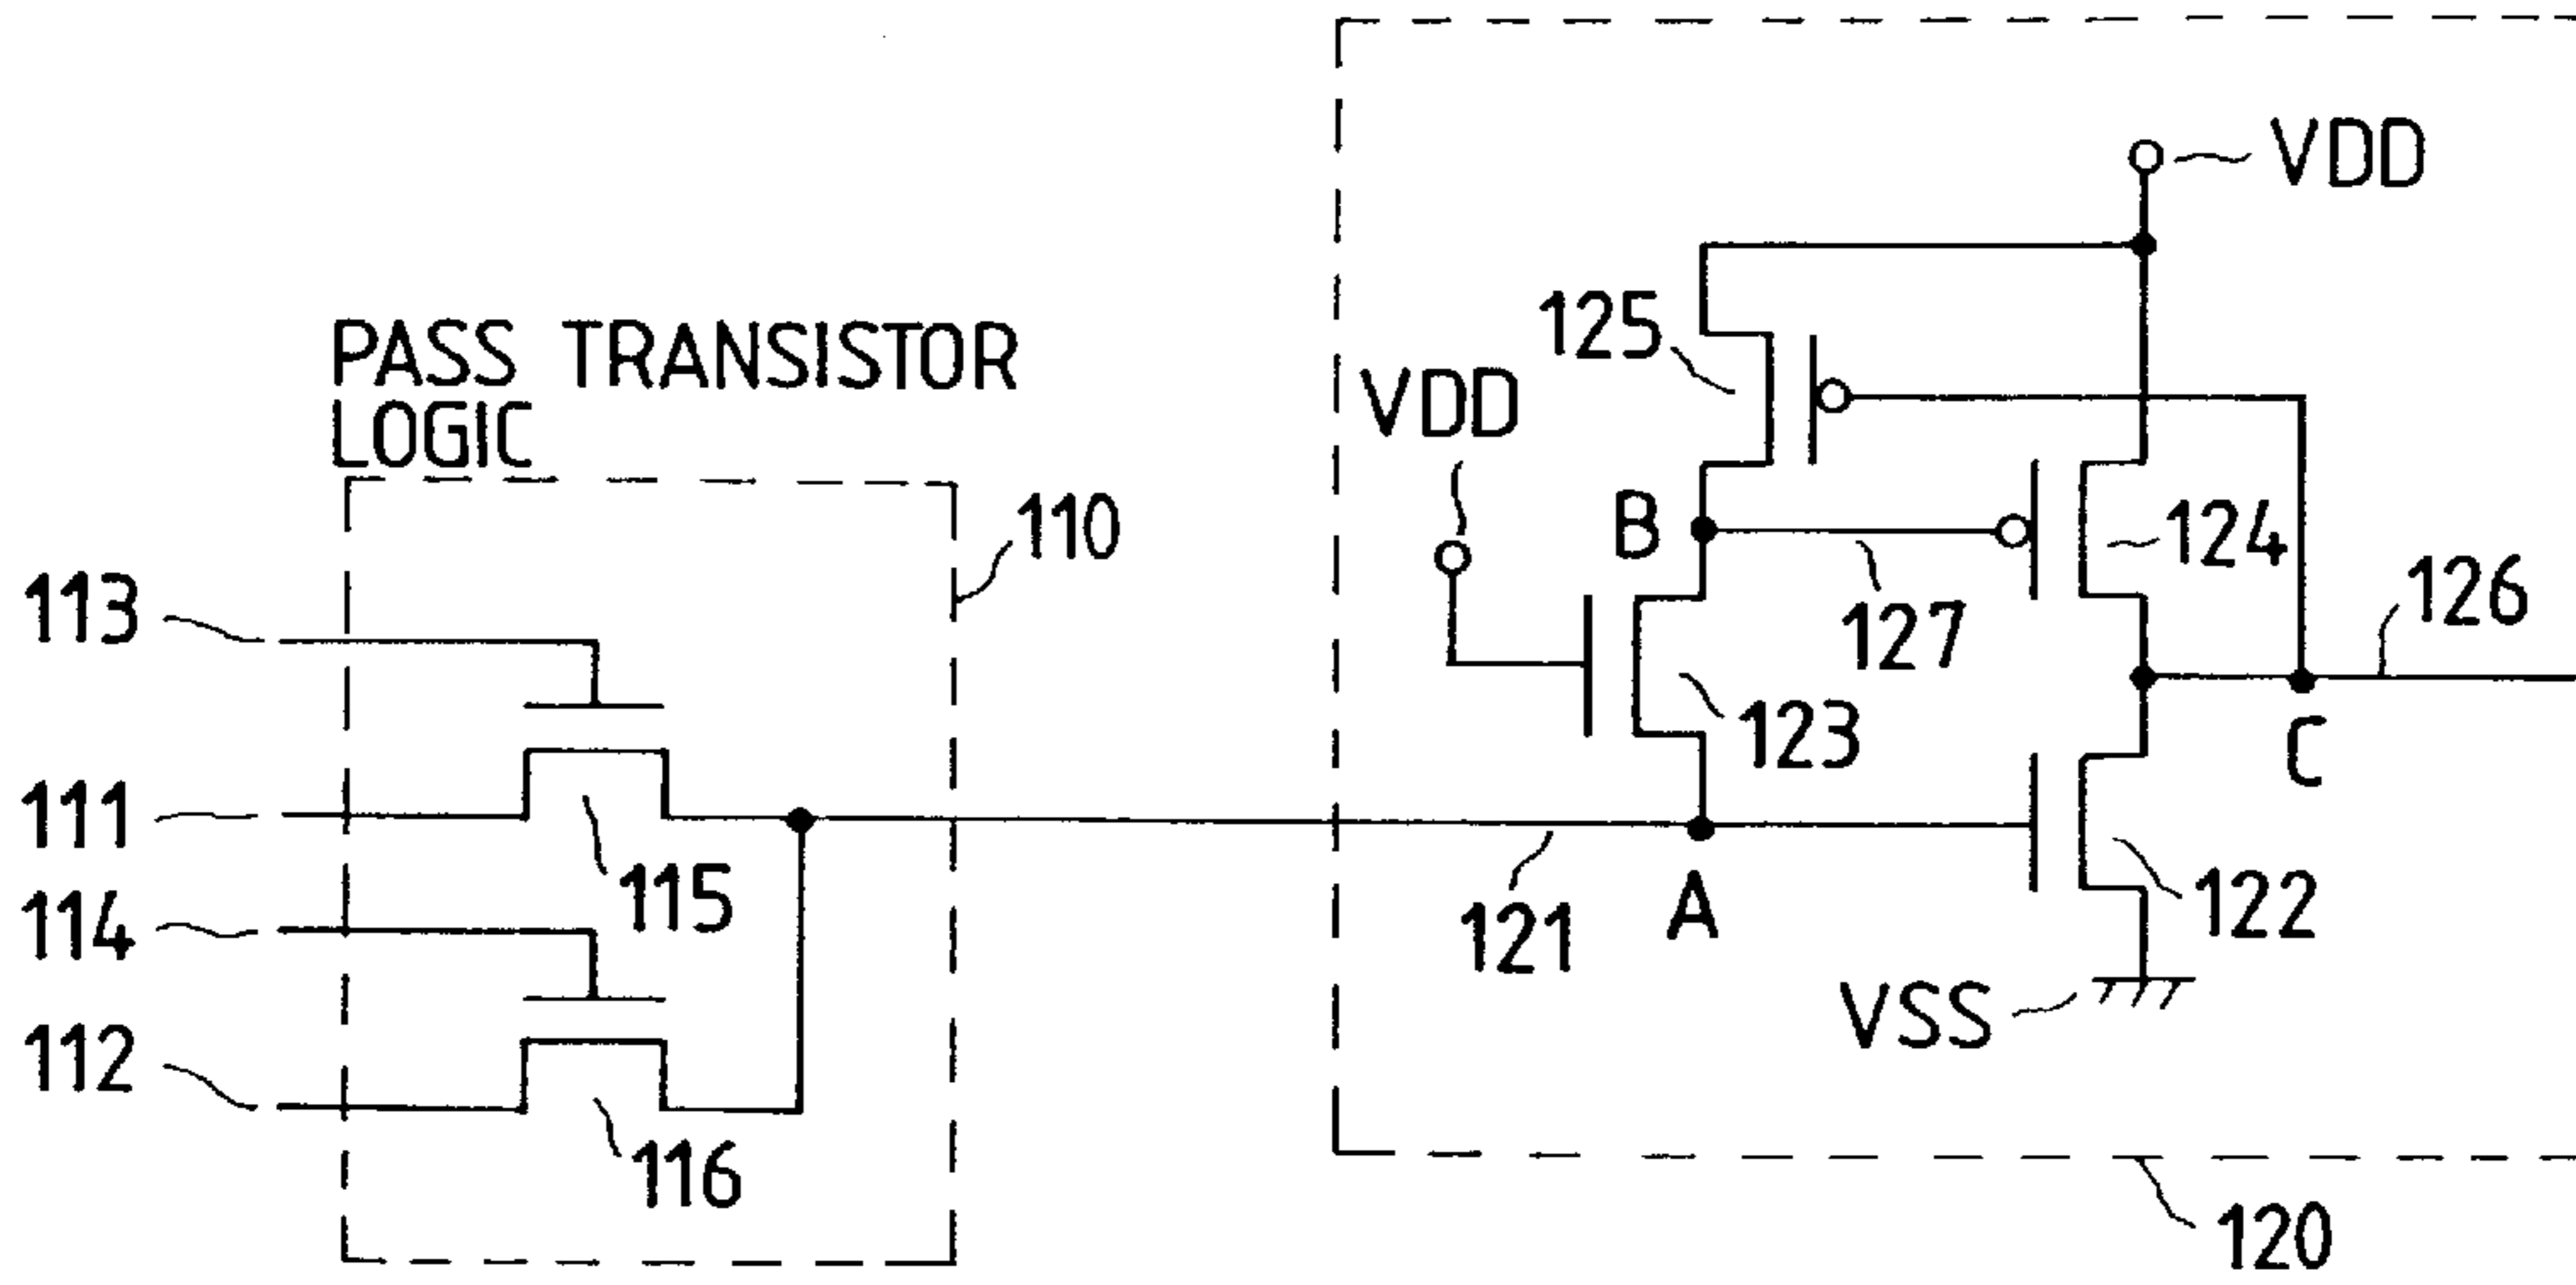 VDD
125
VDD
PASS TRANSISTOR
LOGIC
B
110
124
113
127
126
123
C
111
115
114
121
A
122
VSS
112
116
120